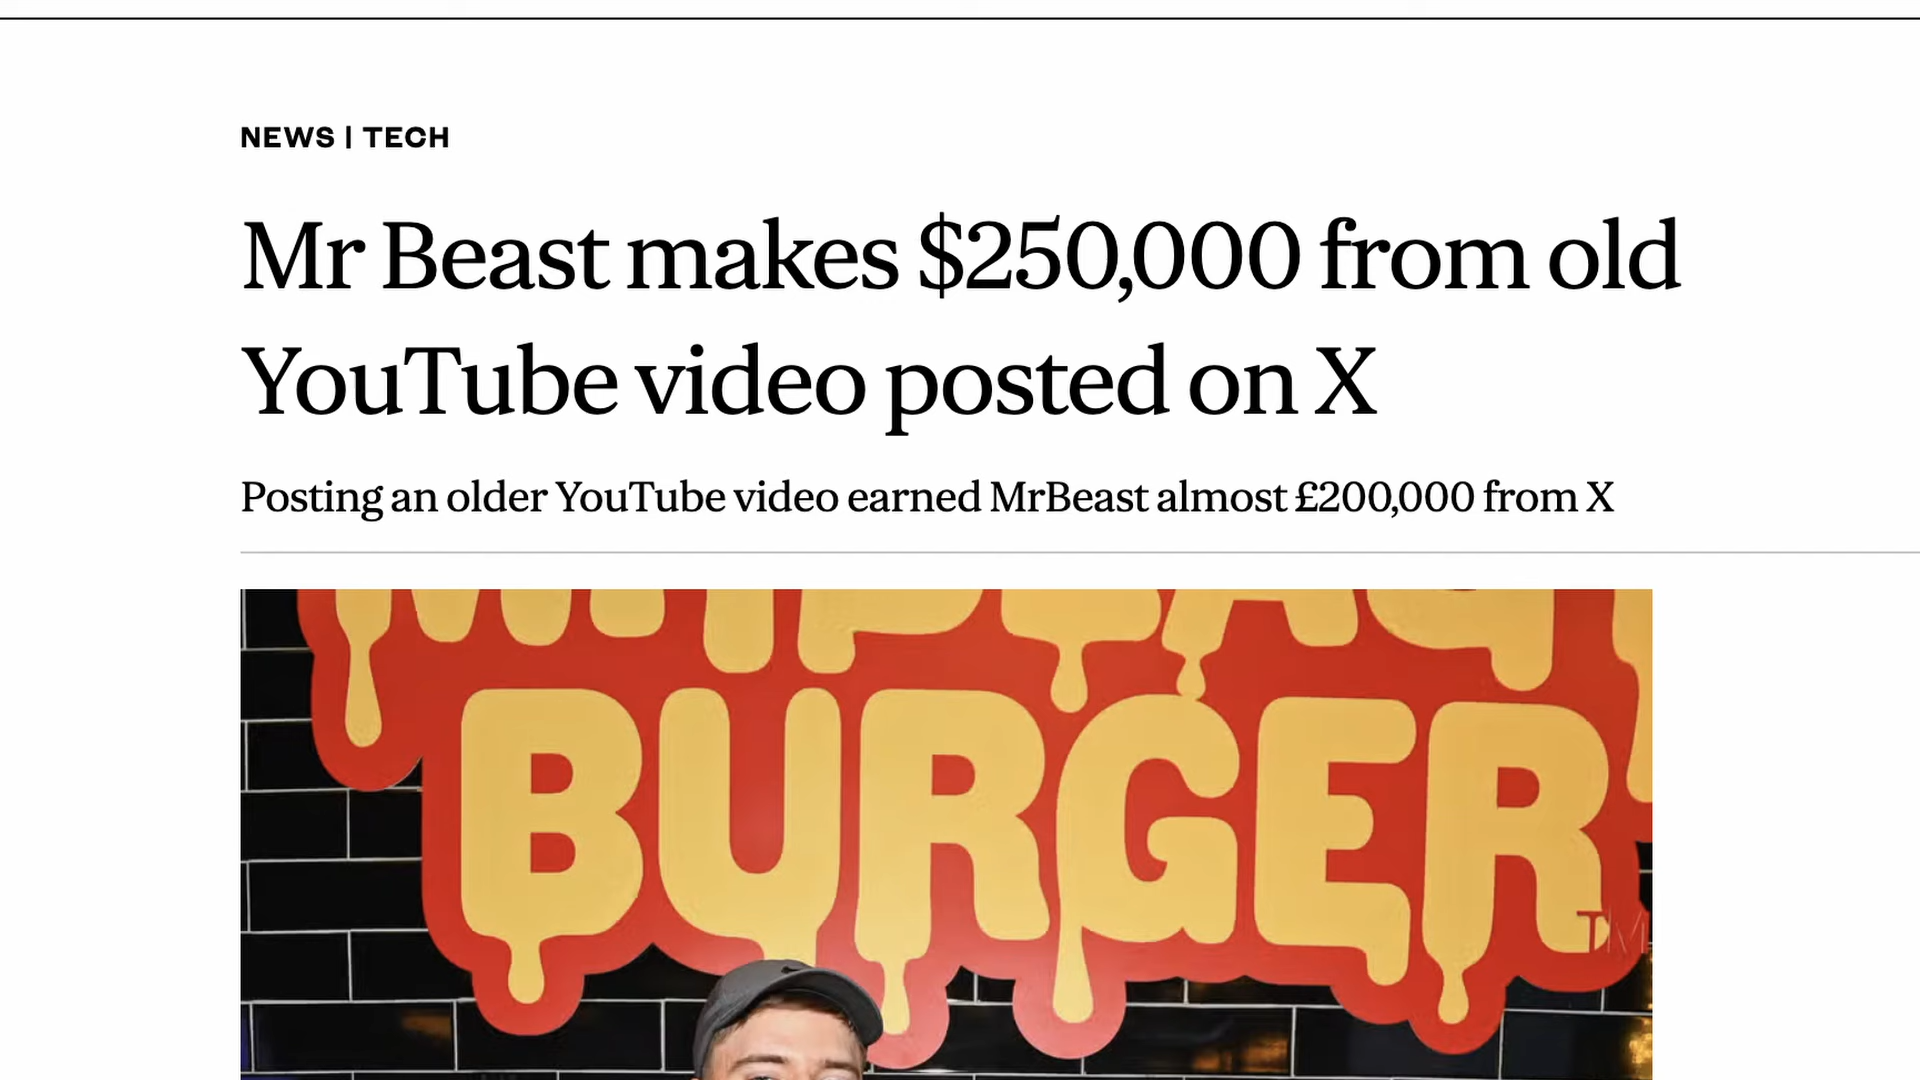 NEWS | TECH
Mr Beast makes $250,000 from old
YouTube video posted on X
Posting an older YouTube video earned MrBeast almost £200,000 from X
BURGER
TM